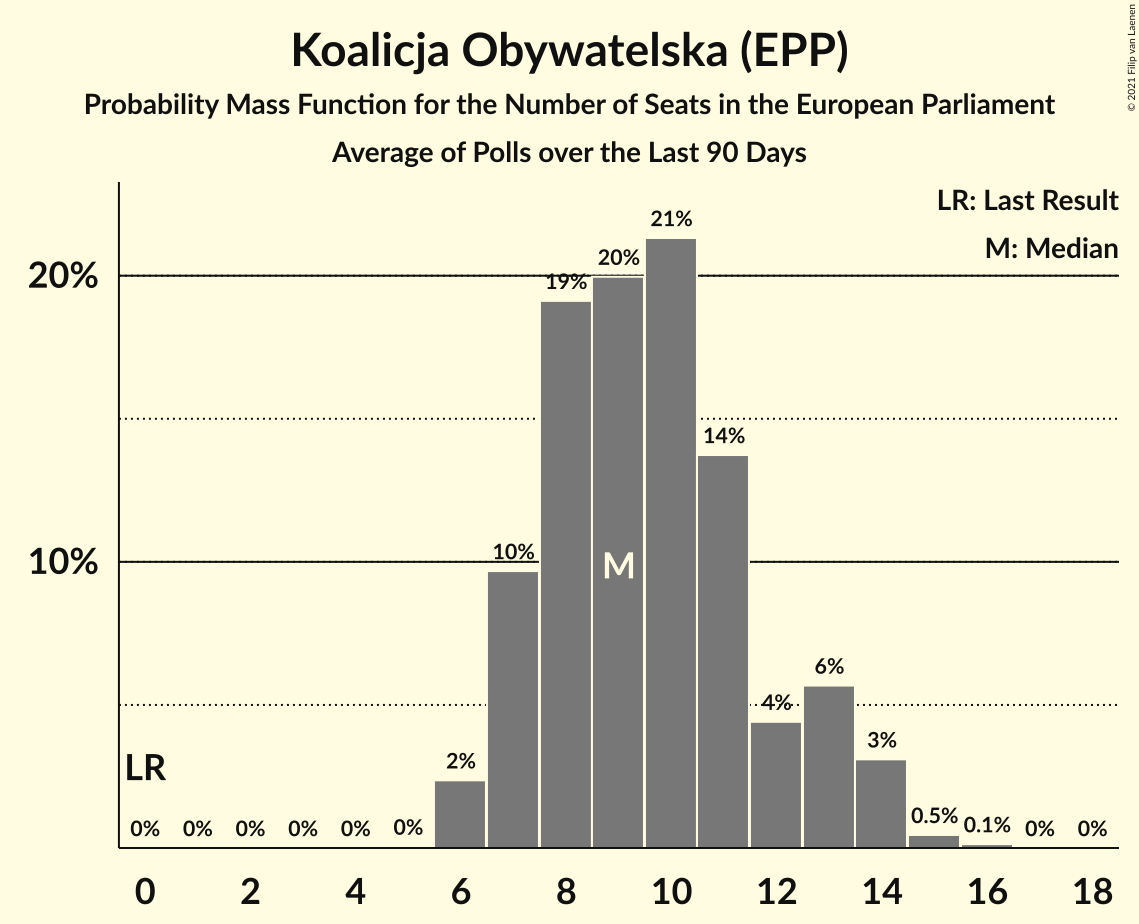 Koalicja Obywatelska (EPP)
Probability Mass Function for the Number of Seats in the European Parliament
Average of Polls over the Last 90 Days
© 2021 Filip van Laenen
LR: Last Result
M: Median
20%
10%
LR
M
0% 0% 0% 0% 0% 0% 2% 10% 19% 20% 21% 14% 4% 6% 3% 0.5% 0.1% 0% 0%
0 2 4 6 8 10 12 14 16 18